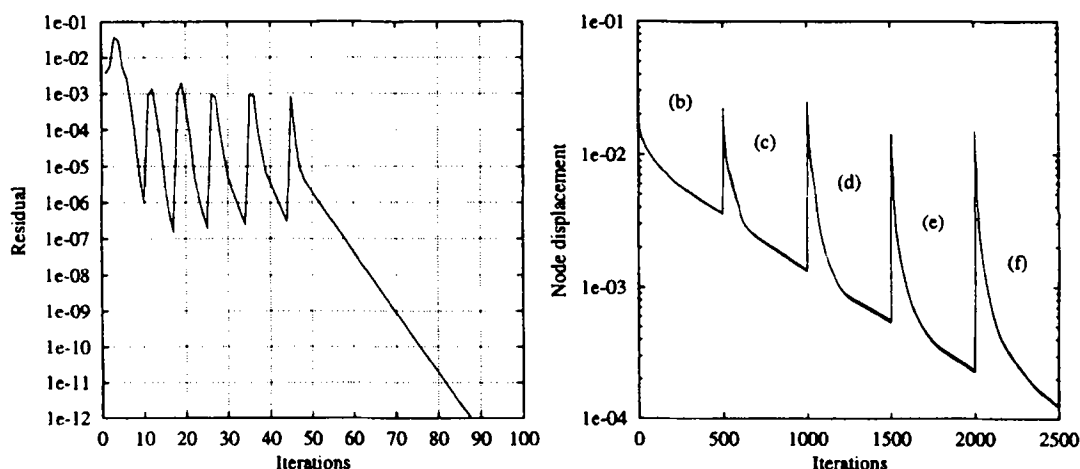 1e-01
1e-02
1e-03
1e-04
1e-05
1e-06
1e-07
1e-08
1e-09
1e-10
1e-11
1e-12
Residual
0 10 20 30 40 50 60 70 80 90 100
Iterations
1e-01
1e-02
1e-03
1e-04
Node displacement
(b)
(c)
(d)
(e)
(f)
0 500 1000 1500 2000 2500
Iterations